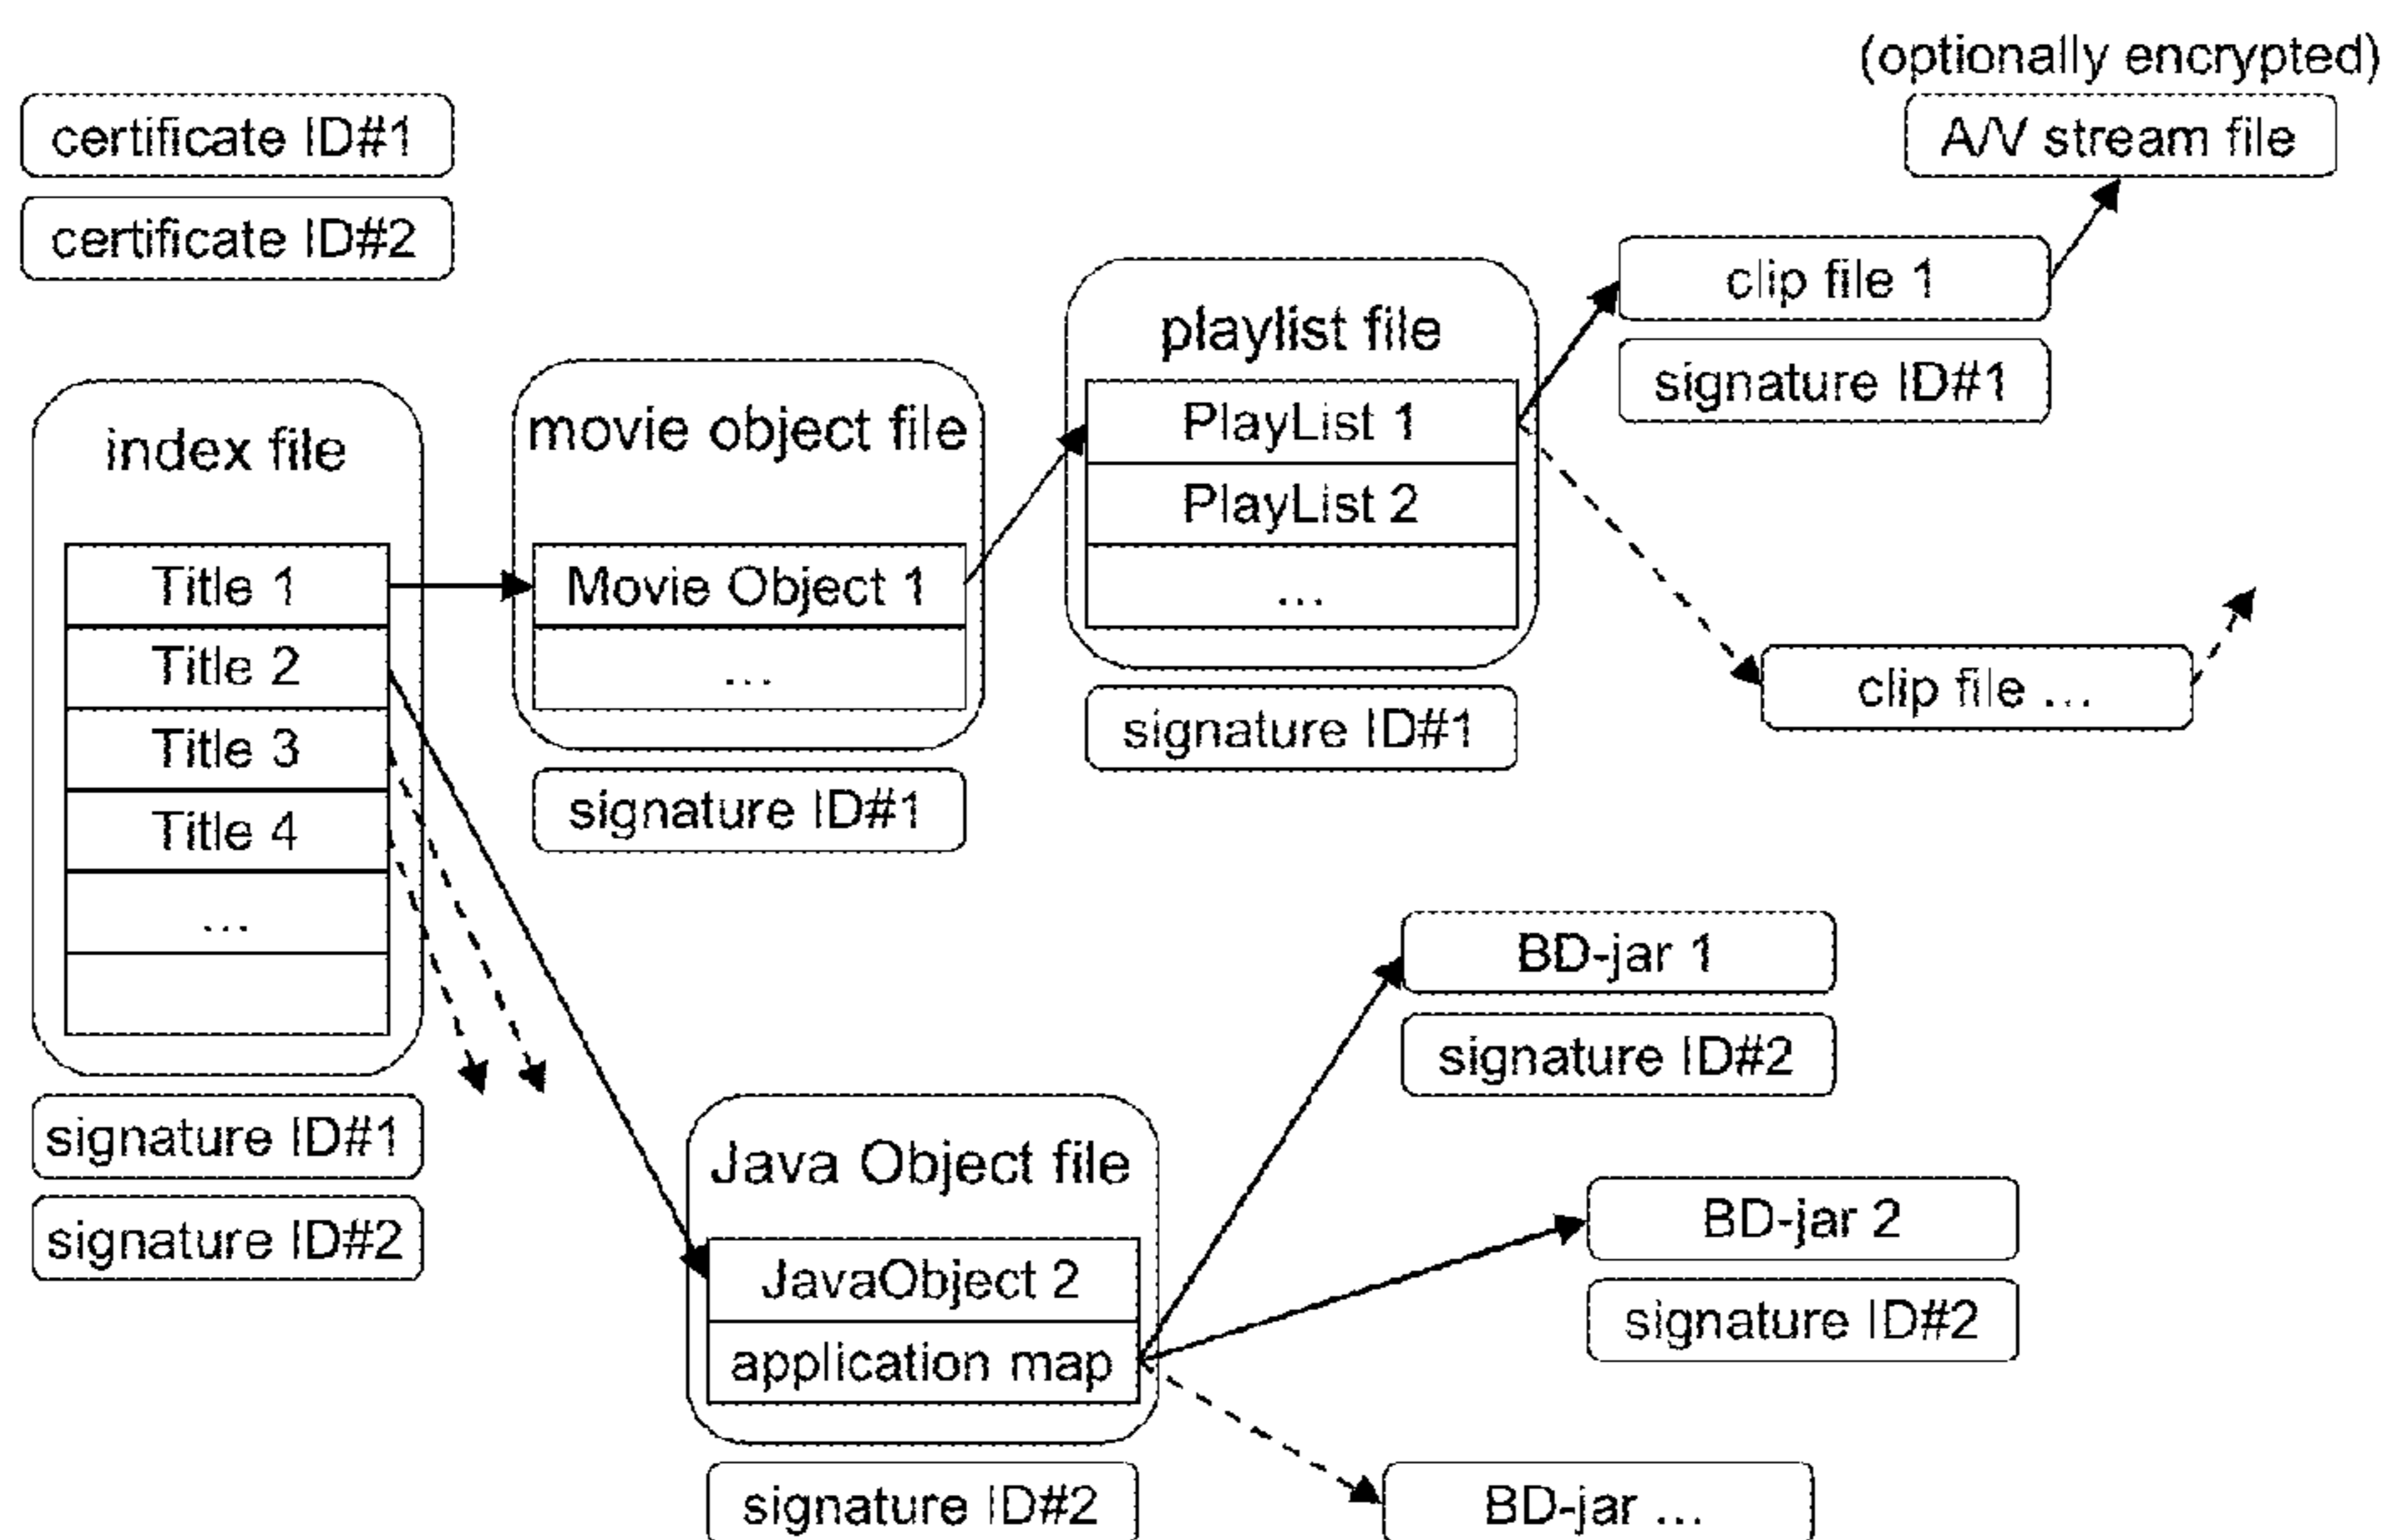 (optionally encrypted)
A/V stream file
certificate ID#1
certificate ID#2
index file
Title 1
Title 2
Title 3
Title 4
...
signature ID#1
signature ID#2
movie object file
Movie Object 1
...
signature ID#1
playlist file
PlayList 1
PlayList 2
...
signature ID#1
clip file 1
signature ID#1
clip file ...
Java Object file
JavaObject 2
application map
signature ID#2
BD-jar 1
signature ID#2
BD-jar 2
signature ID#2
BD-jar ...